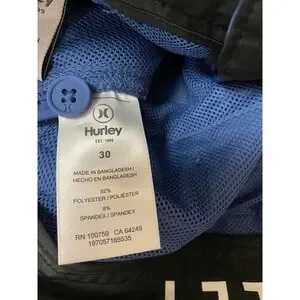 Hurley
EST. 1999
30
MADE IN BANGLADESH /
HECHO EN BANGLADESH
92%
POLYESTER / POLIÉSTER
8%
SPANDEX / SPANDEX
RN 100759 CA 64249
197057185535